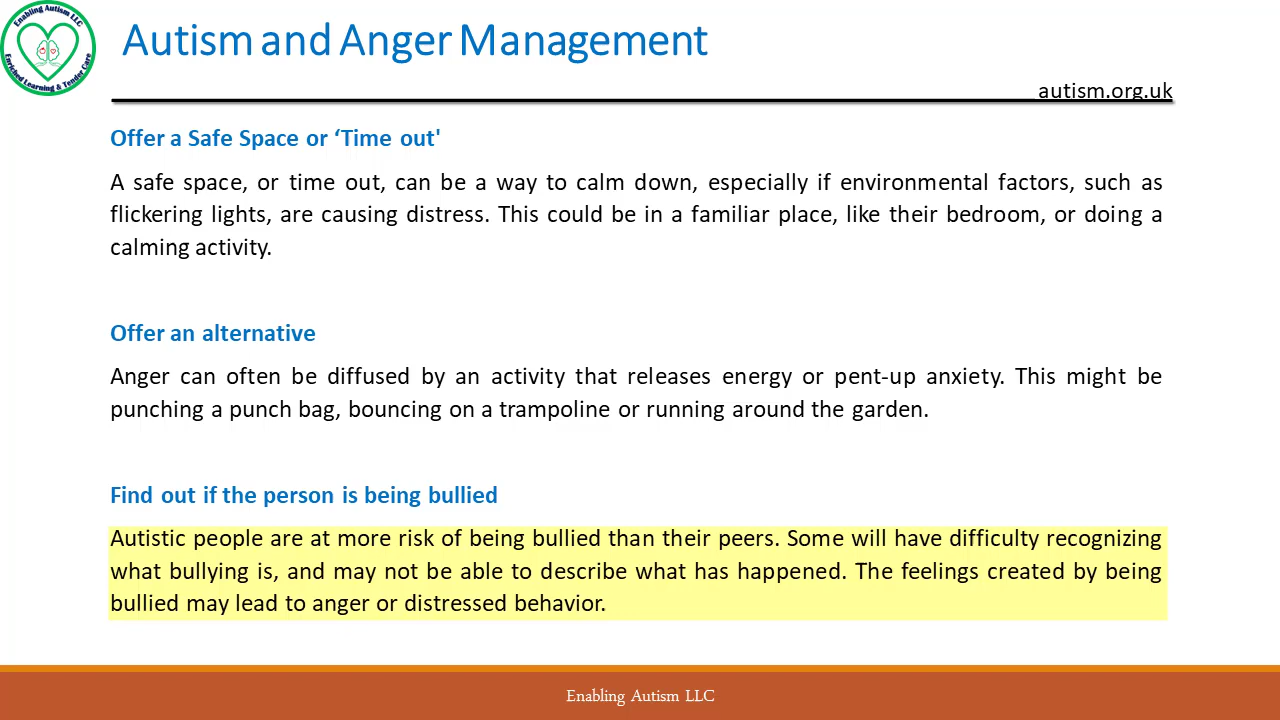 Enabling Autism LLC
Enriched Learning & Tender Care
Autism and Anger Management
autism.org.uk
Offer a Safe Space or ‘Time out'
A safe space, or time out, can be a way to calm down, especially if environmental factors, such as
flickering lights, are causing distress. This could be in a familiar place, like their bedroom, or doing a
calming activity.
Offer an alternative
Anger can often be diffused by an activity that releases energy or pent-up anxiety. This might be
punching a punch bag, bouncing on a trampoline or running around the garden.
Find out if the person is being bullied
Autistic people are at more risk of being bullied than their peers. Some will have difficulty recognizing
what bullying is, and may not be able to describe what has happened. The feelings created by being
bullied may lead to anger or distressed behavior.
Enabling Autism LLC